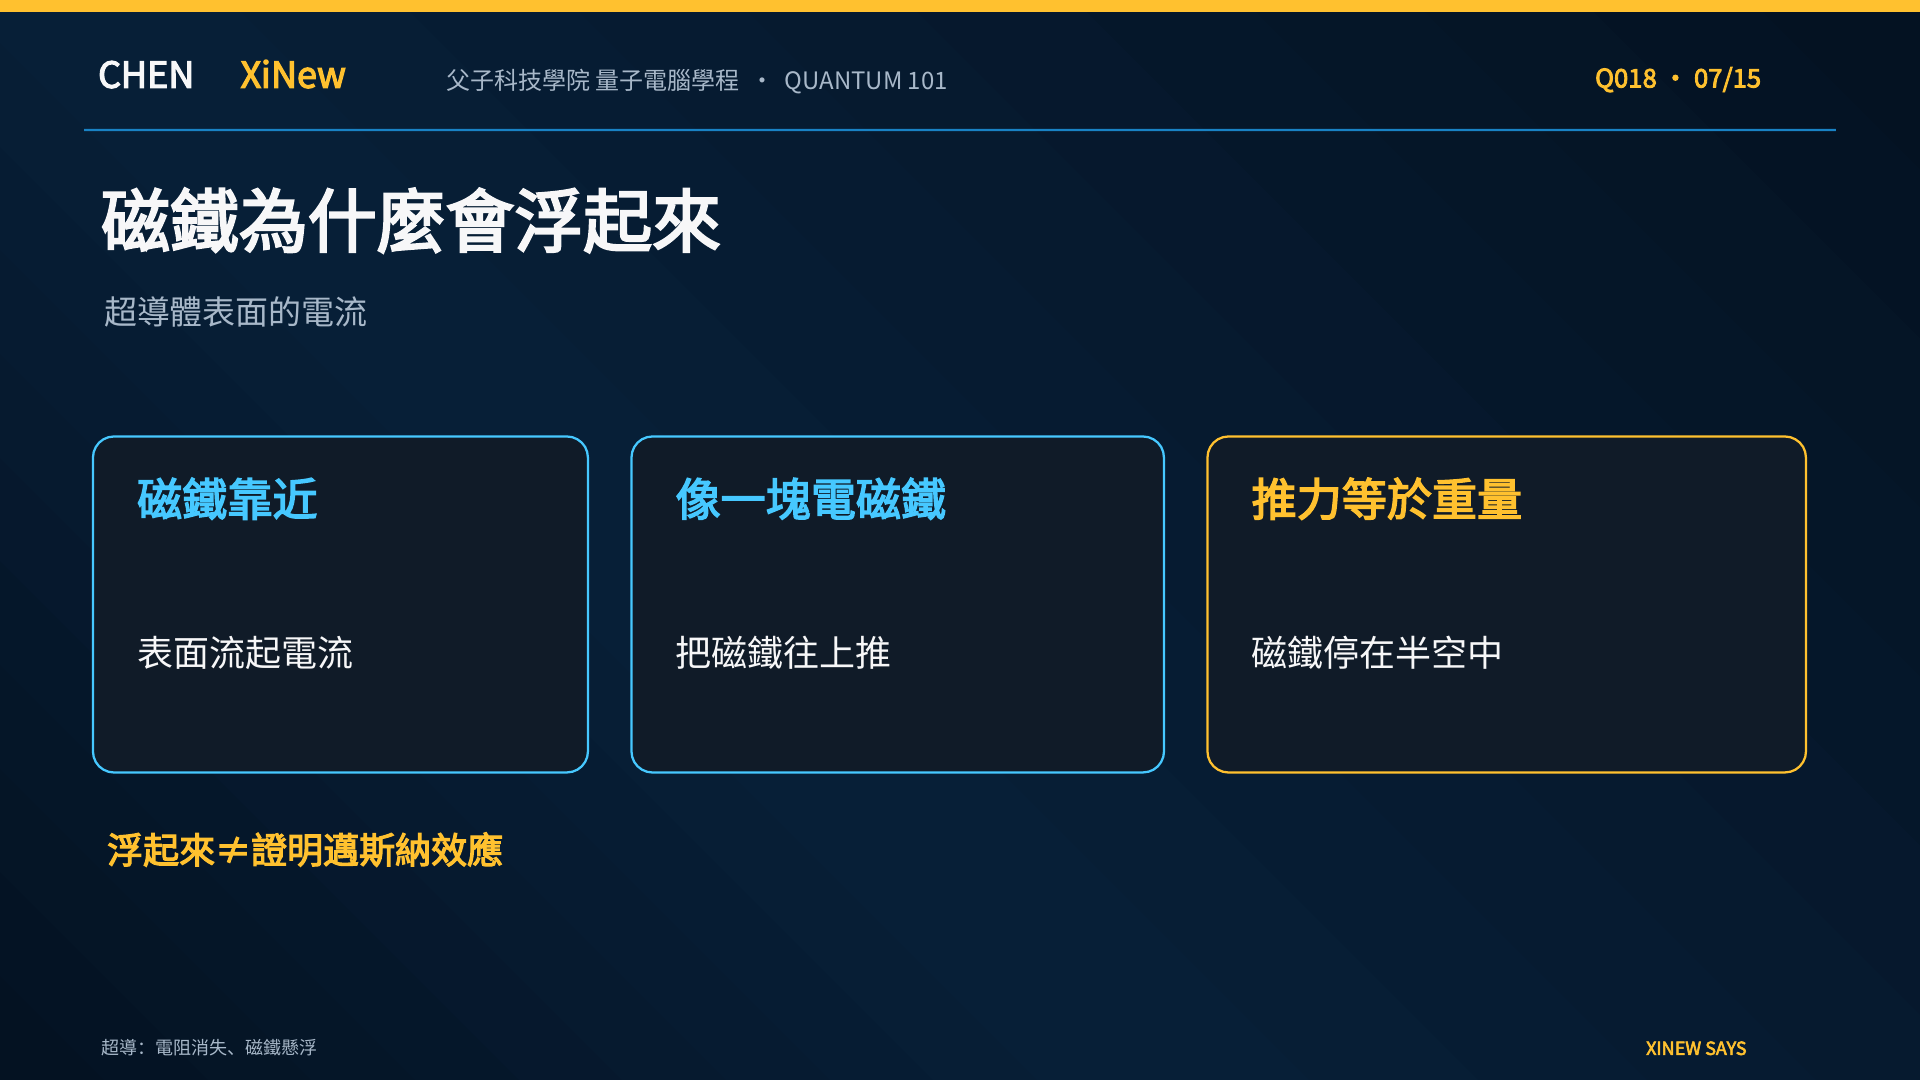 CHEN XiNew 父子科技學院 量子電腦學程 • QUANTUM 101 Q018 • 07/15
磁鐵為什麼會浮起來
超導體表面的電流
磁鐵靠近 像一塊電磁鐵 推力等於重量
表面流起電流 把磁鐵往上推 磁鐵停在半空中
浮起來≠證明邁斯納效應
超導：電阻消失、磁鐵懸浮 XINEW SAYS